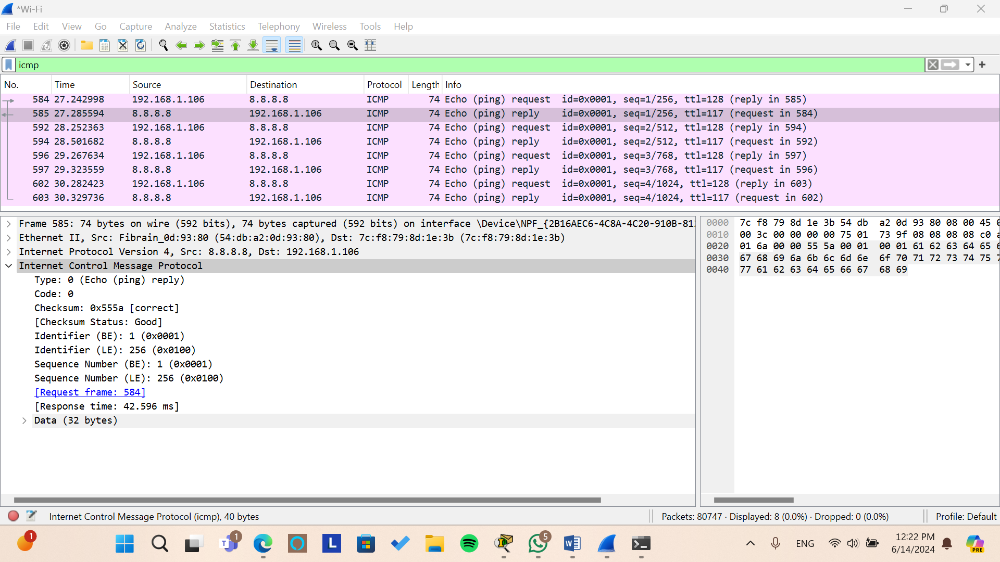 *Wi-Fi
File Edit View Go Capture Analyze Statistics Telephony Wireless Tools Help
icmp
No. Time Source Destination Protocol Length Info
584 27.242998 192.168.1.106 8.8.8.8 ICMP 74 Echo (ping) request id=0x0001, seq=1/256, ttl=128 (reply in 585)
585 27.285594 8.8.8.8 192.168.1.106 ICMP 74 Echo (ping) reply id=0x0001, seq=1/256, ttl=117 (request in 584)
592 28.252363 192.168.1.106 8.8.8.8 ICMP 74 Echo (ping) request id=0x0001, seq=2/512, ttl=128 (reply in 594)
594 28.501682 8.8.8.8 192.168.1.106 ICMP 74 Echo (ping) reply id=0x0001, seq=2/512, ttl=117 (request in 592)
596 29.267634 192.168.1.106 8.8.8.8 ICMP 74 Echo (ping) request id=0x0001, seq=3/768, ttl=128 (reply in 597)
597 29.323559 8.8.8.8 192.168.1.106 ICMP 74 Echo (ping) reply id=0x0001, seq=3/768, ttl=117 (request in 596)
602 30.282423 192.168.1.106 8.8.8.8 ICMP 74 Echo (ping) request id=0x0001, seq=4/1024, ttl=128 (reply in 603)
603 30.329736 8.8.8.8 192.168.1.106 ICMP 74 Echo (ping) reply id=0x0001, seq=4/1024, ttl=117 (request in 602)
Frame 585: 74 bytes on wire (592 bits), 74 bytes captured (592 bits) on interface \Device\NPF_{2B16AEC6-4C8A-4C20-910B-81
Ethernet II, Src: Fibrain_0d:93:80 (54:db:a2:0d:93:80), Dst: 7c:f8:79:8d:1e:3b (7c:f8:79:8d:1e:3b)
Internet Protocol Version 4, Src: 8.8.8.8, Dst: 192.168.1.106
Internet Control Message Protocol
Type: 0 (Echo (ping) reply)
Code: 0
Checksum: 0x555a [correct]
[Checksum Status: Good]
Identifier (BE): 1 (0x0001)
Identifier (LE): 256 (0x0100)
Sequence Number (BE): 1 (0x0001)
Sequence Number (LE): 256 (0x0100)
[Request frame: 584]
[Response time: 42.596 ms]
Data (32 bytes)
0000 7c f8 79 8d 1e 3b 54 db a2 0d 93 80 08 00 45
0010 00 3c 00 00 00 00 75 01 73 9f 08 08 08 08 c0
0020 01 6a 00 00 55 5a 00 01 00 01 61 62 63 64 65
0030 67 68 69 6a 6b 6c 6d 6e 6f 70 71 72 73 74 75
0040 77 61 62 63 64 65 66 67 68 69
Internet Control Message Protocol (icmp), 40 bytes
Packets: 80747 · Displayed: 8 (0.0%) · Dropped: 0 (0.0%)
Profile: Default
1
1
5
ENG
12:22 PM
6/14/2024
PRE